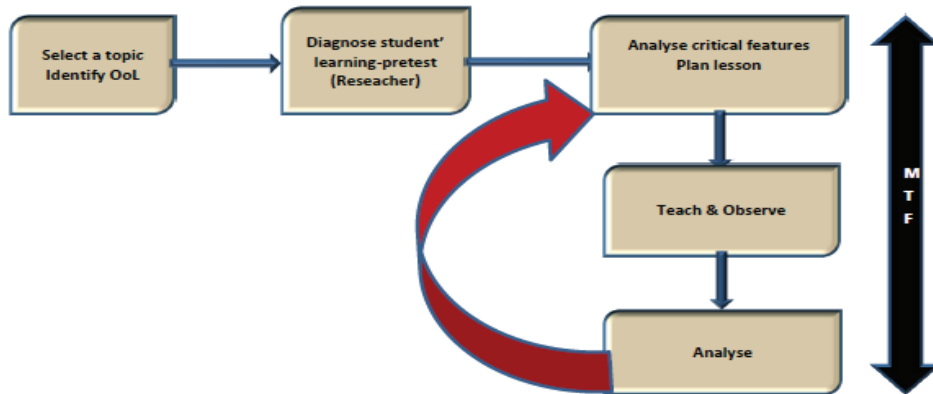 Select a topic
Identify OoL
Diagnose student’
learning-pretest
(Reseacher)
Analyse critical features
Plan lesson
Teach & Observe
Analyse
M
T
F